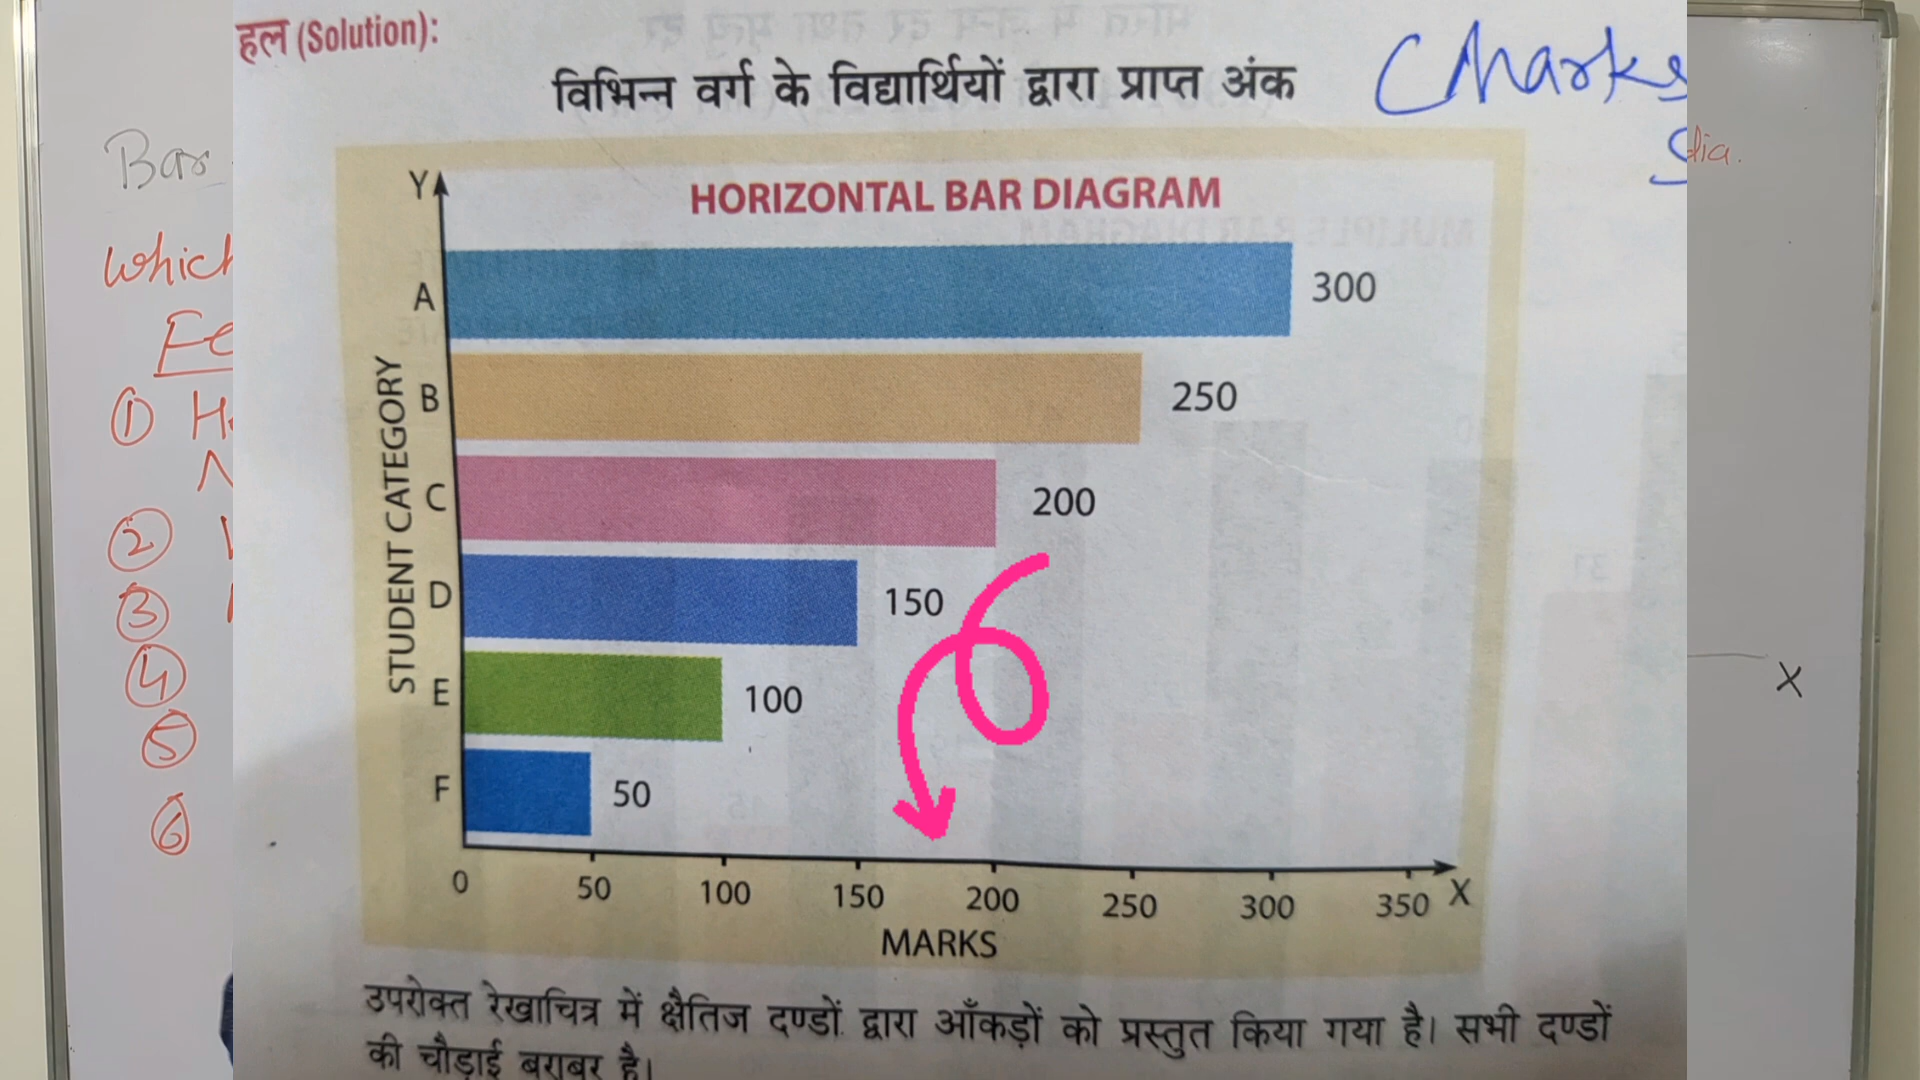 हल (Solution):
विभिन्न वर्ग के विद्यार्थियों द्वारा प्राप्त अंक
Marks
dia.
Bar
which
① H
N
②
③
④
⑤
⑥
HORIZONTAL BAR DIAGRAM
Y
STUDENT CATEGORY
A 300
B 250
C 200
D 150
E 100
F 50
0 50 100 150 200 250 300 350 X
MARKS
X
उपरोक्त रेखाचित्र में क्षैतिज दण्डों द्वारा आँकड़ों को प्रस्तुत किया गया है। सभी दण्डों
की चौड़ाई बराबर है।